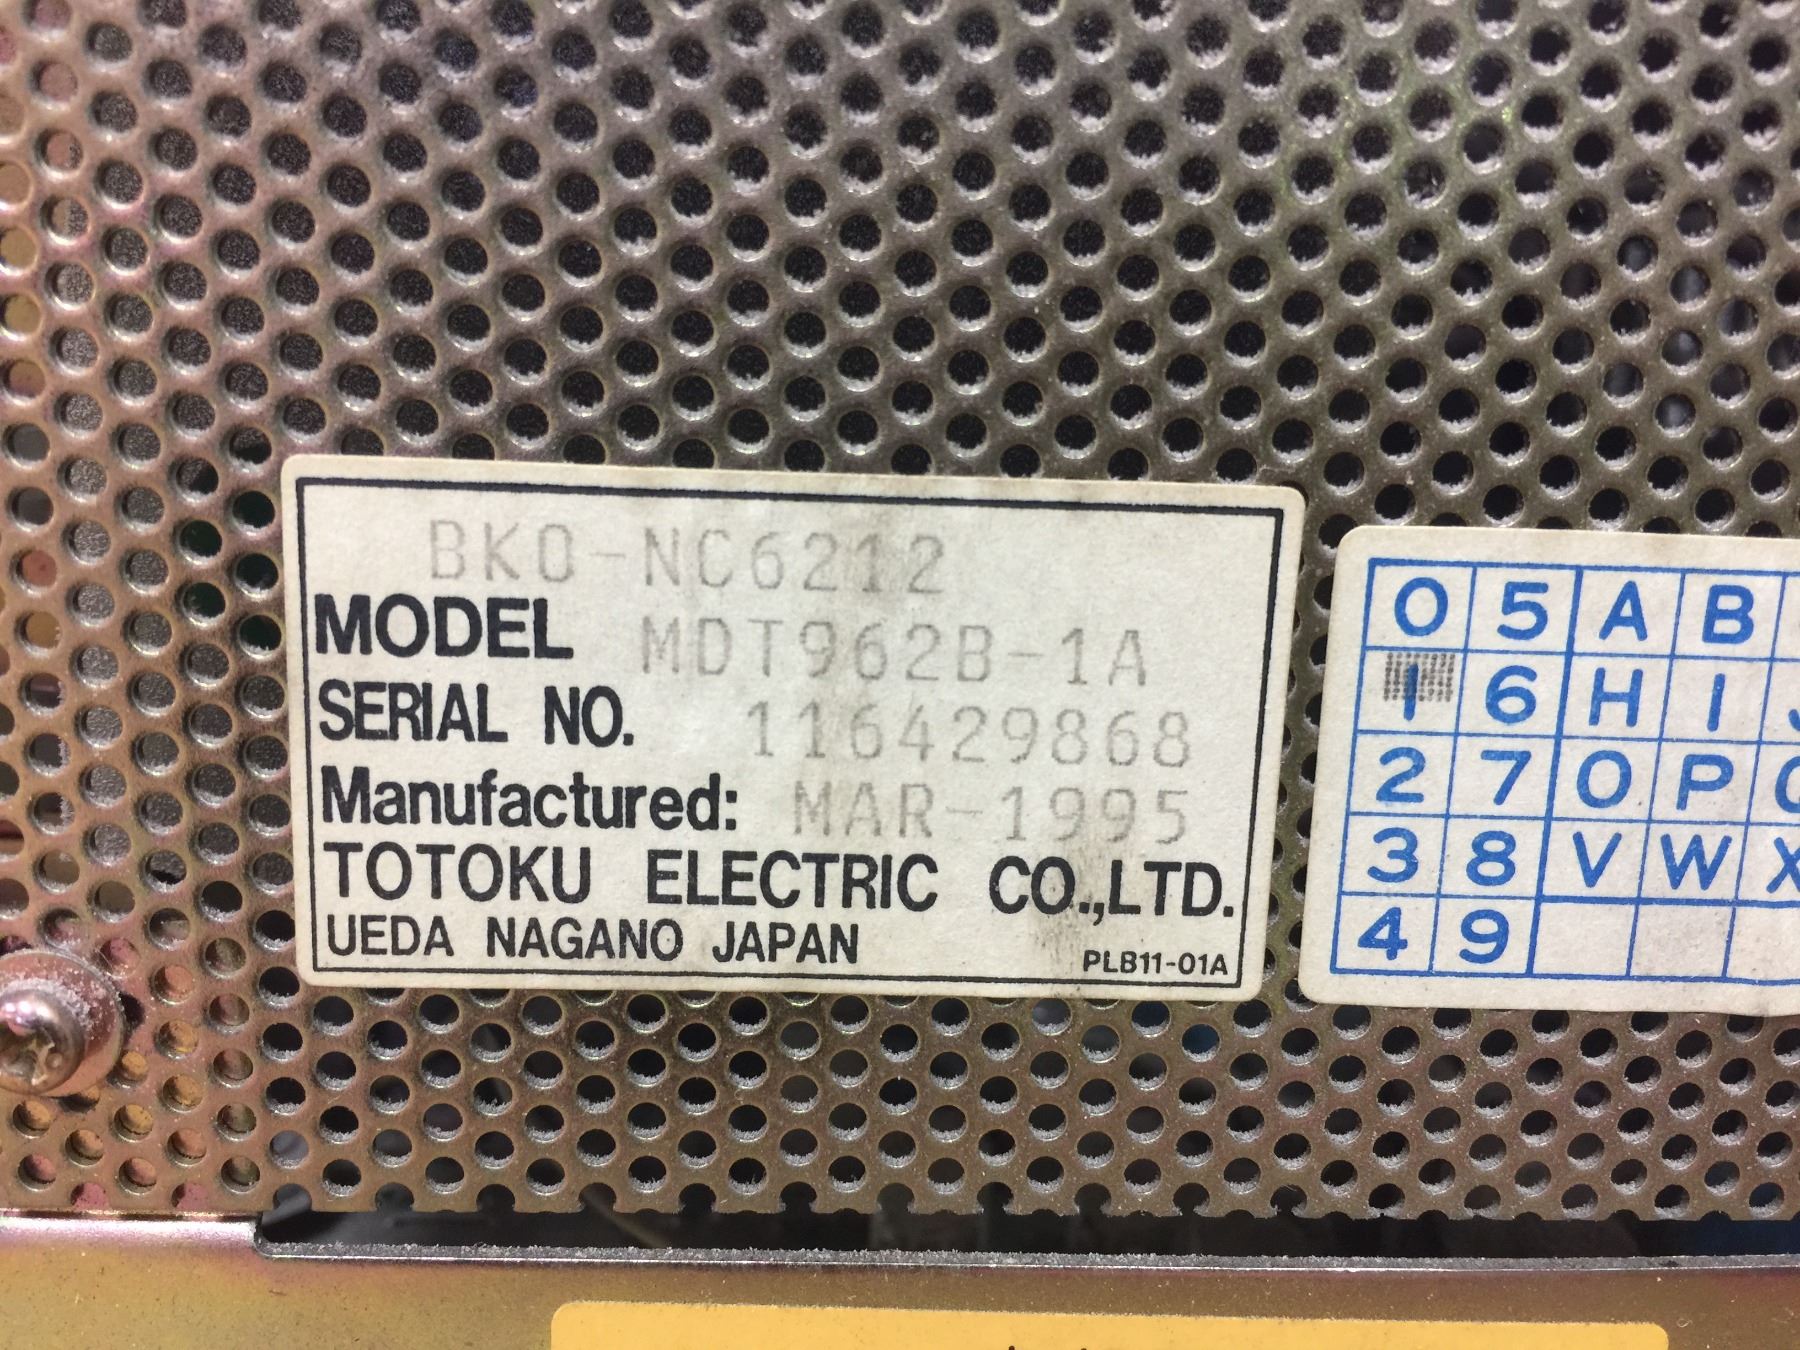 BKO-NC6212
MODEL MDT962B-1A
SERIAL NO. 116429868
Manufactured: MAR-1995
TOTOKU ELECTRIC CO.,LTD.
UEDA NAGANO JAPAN PLB11-01A
0 5 A B
1 6 H I
2 7 O P
3 8 V W X
4 9